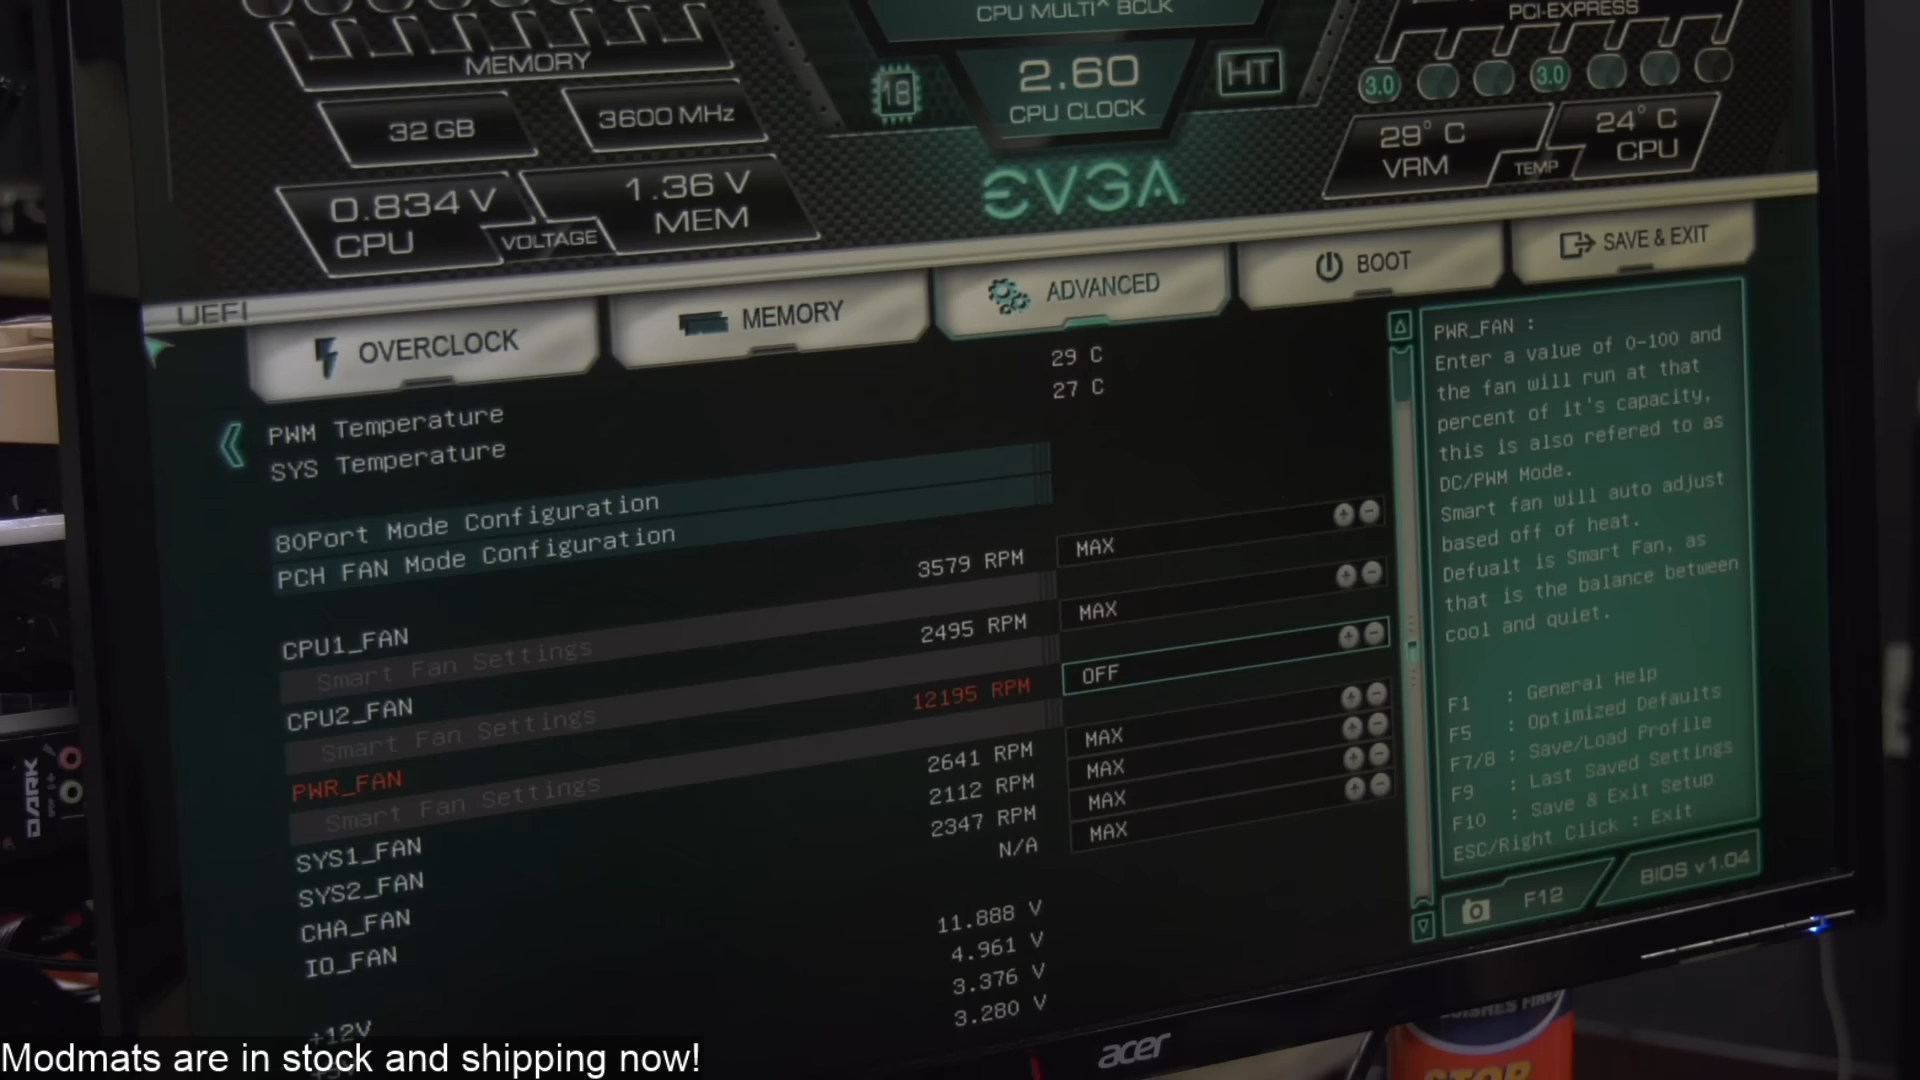 CPU MULTI^ BCLK
PCI-EXPRESS
MEMORY
18
2.60
CPU CLOCK
HT
3.0
3.0
32 GB
3600 MHz
29° C
VRM
TEMP
24° C
CPU
0.834 V
CPU
VOLTAGE
1.36 V
MEM
EVGA
UEFI
OVERCLOCK
MEMORY
ADVANCED
BOOT
SAVE & EXIT
PWM Temperature
29 C
SYS Temperature
27 C
80Port Mode Configuration
PCH FAN Mode Configuration
CPU1_FAN
3579 RPM
MAX
Smart Fan Settings
CPU2_FAN
2495 RPM
MAX
Smart Fan Settings
PWR_FAN
12195 RPM
OFF
Smart Fan Settings
SYS1_FAN
2641 RPM
MAX
SYS2_FAN
2112 RPM
MAX
CHA_FAN
2347 RPM
MAX
IO_FAN
N/A
MAX
+12V
11.888 V
4.961 V
3.376 V
3.280 V
PWR_FAN :
Enter a value of 0-100 and
the fan will run at that
percent of it's capacity,
this is also refered to as
DC/PWM Mode.
Smart fan will auto adjust
based off of heat.
Defualt is Smart Fan, as
that is the balance between
cool and quiet.
F1 : General Help
F5 : Optimized Defaults
F7/8 : Save/Load Profile
F9 : Last Saved Settings
F10 : Save & Exit Setup
ESC/Right Click : Exit
F12
BIOS v1.04
acer
DARK
STOP
Modmats are in stock and shipping now!